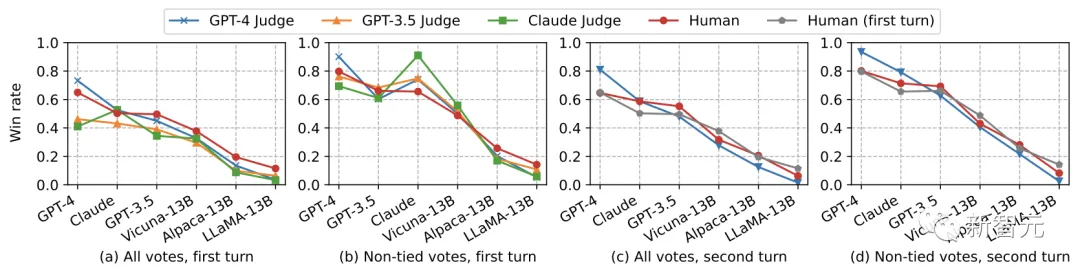 GPT-4 Judge GPT-3.5 Judge Claude Judge Human Human (first turn)
Win rate
1.0 1.0 1.0 1.0
0.8 0.8 0.8 0.8
0.6 0.6 0.6 0.6
0.4 0.4 0.4 0.4
0.2 0.2 0.2 0.2
0.0 0.0 0.0 0.0
GPT-4 Claude GPT-3.5 Vicuna-13B Alpaca-13B LLaMA-13B
GPT-4 GPT-3.5 Claude Vicuna-13B Alpaca-13B LLaMA-13B
GPT-4 Claude GPT-3.5 Vicuna-13B Alpaca-13B LLaMA-13B
GPT-4 Claude GPT-3.5
新智元
(a) All votes, first turn (b) Non-tied votes, first turn (c) All votes, second turn (d) Non-tied votes, second turn